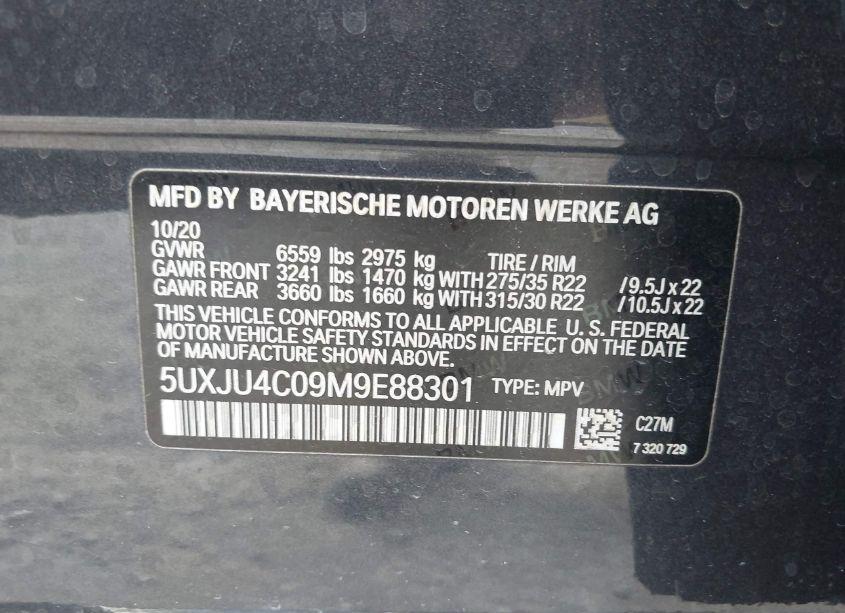 MFD BY BAYERISCHE MOTOREN WERKE AG
10/20
GVWR 6559 lbs 2975 kg TIRE / RIM
GAWR FRONT 3241 lbs 1470 kg WITH 275/35 R22 /9.5J x 22
GAWR REAR 3660 lbs 1660 kg WITH 315/30 R22 /10.5J x 22
THIS VEHICLE CONFORMS TO ALL APPLICABLE U. S. FEDERAL
MOTOR VEHICLE SAFETY STANDARDS IN EFFECT ON THE DATE
OF MANUFACTURE SHOWN ABOVE.
5UXJU4C09M9E88301 TYPE: MPV
C27M
7 320 729